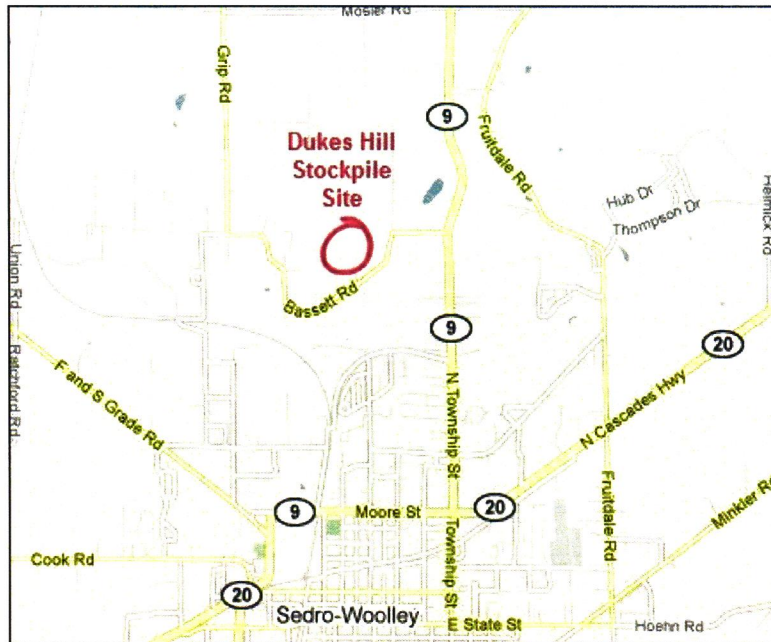 Mosier Rd
Grip Rd
9
Fruitdale Rd
Dukes Hill
Stockpile
Site
Hub Dr
Thompson Dr
Helmick Rd
Union Rd
Ratchford Rd
Bassett Rd
9
20
F and S Grade Rd
N Township St
N Cascades Hwy
9
Moore St
20
Fruitdale Rd
Minkler Rd
Cook Rd
Township St
20
Sedro-Woolley
E State St
Hoehn Rd